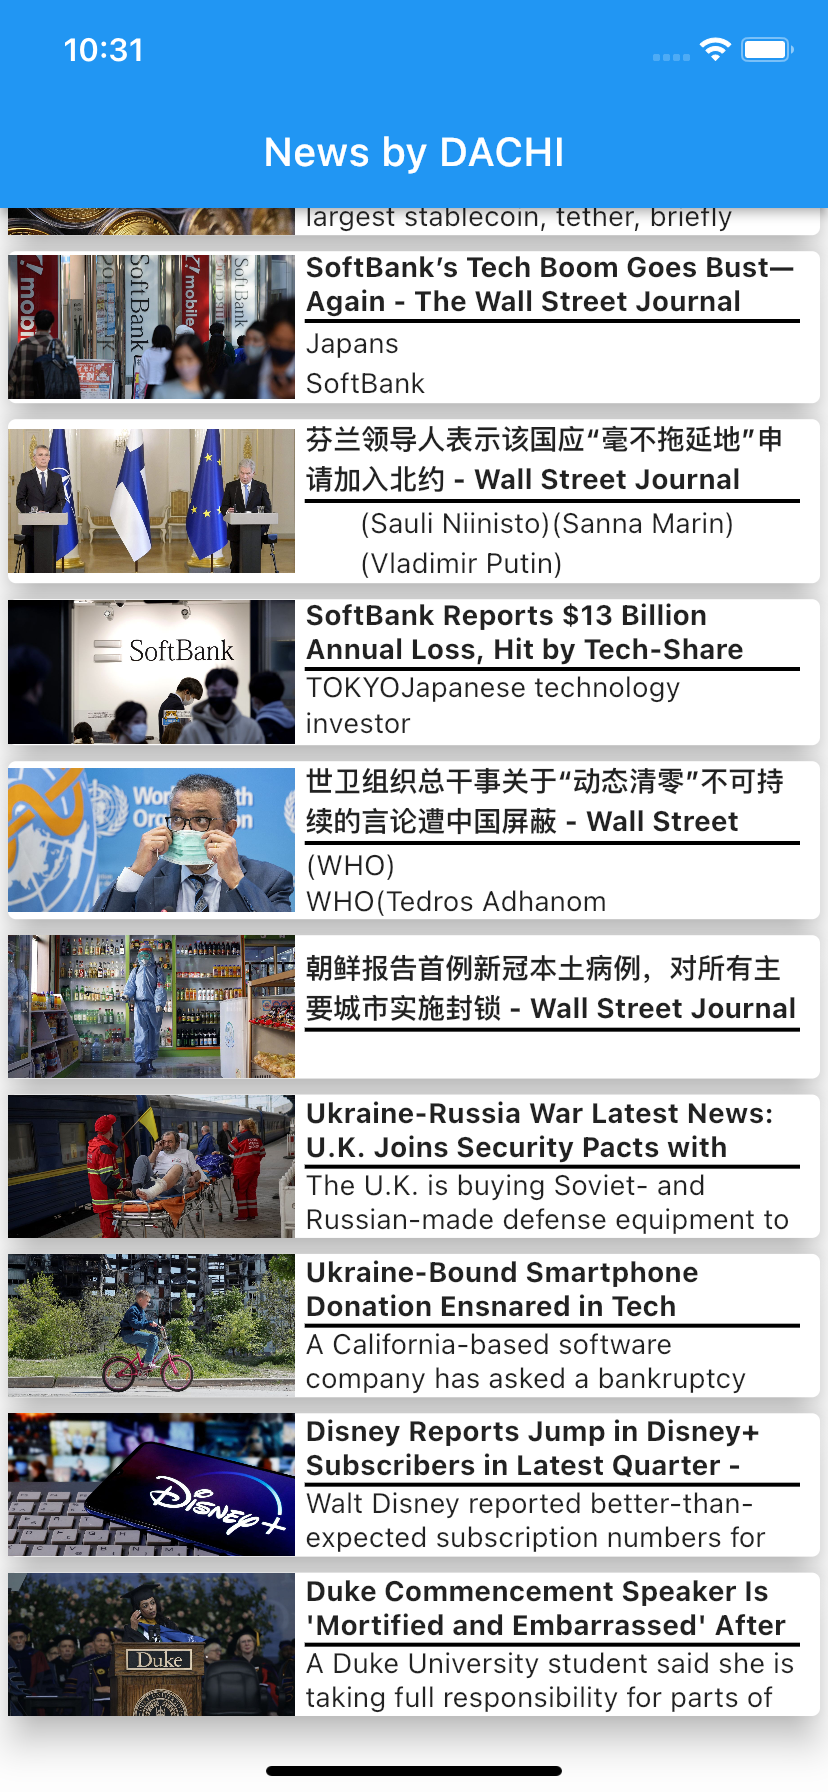 10:31
News by DACHI
largest stablecoin, tether, briefly
SoftBank's Tech Boom Goes Bust—
Again - The Wall Street Journal
Japans
SoftBank
Y! mobile
SoftBank
Y! mobile
SoftBank
芬兰领导人表示该国应“毫不拖延地”申
请加入北约 - Wall Street Journal
(Sauli Niinisto)(Sanna Marin)
(Vladimir Putin)
SoftBank
SoftBank Reports $13 Billion
Annual Loss, Hit by Tech-Share
TOKYOJapanese technology
investor
世卫组织总干事关于“动态清零”不可持
续的言论遭中国屏蔽 - Wall Street
(WHO)
WHO(Tedros Adhanom
朝鲜报告首例新冠本土病例，对所有主
要城市实施封锁 - Wall Street Journal
Ukraine-Russia War Latest News:
U.K. Joins Security Pacts with
The U.K. is buying Soviet- and
Russian-made defense equipment to
Ukraine-Bound Smartphone
Donation Ensnared in Tech
A California-based software
company has asked a bankruptcy
Disney+
Disney Reports Jump in Disney+
Subscribers in Latest Quarter -
Walt Disney reported better-than-
expected subscription numbers for
Duke
Duke Commencement Speaker Is
'Mortified and Embarrassed' After
A Duke University student said she is
taking full responsibility for parts of